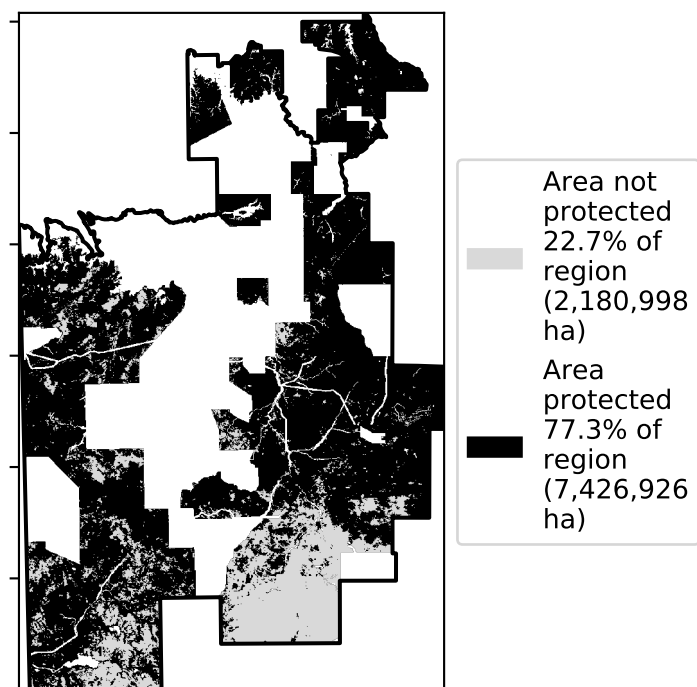 Area not
protected
22.7% of
region
(2,180,998
ha)
Area
protected
77.3% of
region
(7,426,926
ha)